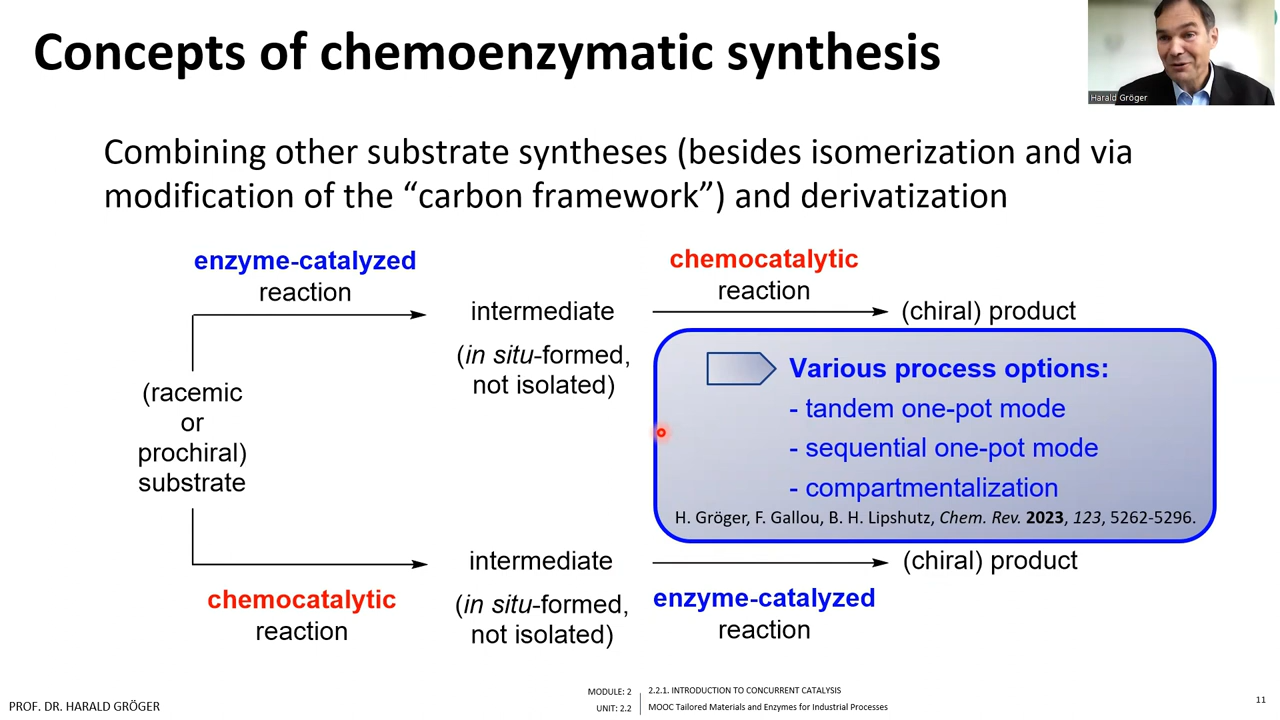 Concepts of chemoenzymatic synthesis
Harald Gröger
Combining other substrate syntheses (besides isomerization and via
modification of the “carbon framework”) and derivatization
enzyme-catalyzed
reaction
chemocatalytic
reaction
intermediate
(chiral) product
(in situ-formed,
not isolated)
(racemic
or
prochiral)
substrate
Various process options:
- tandem one-pot mode
- sequential one-pot mode
- compartmentalization
H. Gröger, F. Gallou, B. H. Lipshutz, Chem. Rev. 2023, 123, 5262-5296.
intermediate
(chiral) product
chemocatalytic
reaction
(in situ-formed,
not isolated)
enzyme-catalyzed
reaction
PROF. DR. HARALD GRÖGER
MODULE: 2
UNIT: 2.2
2.2.1. INTRODUCTION TO CONCURRENT CATALYSIS
MOOC Tailored Materials and Enzymes for Industrial Processes
11